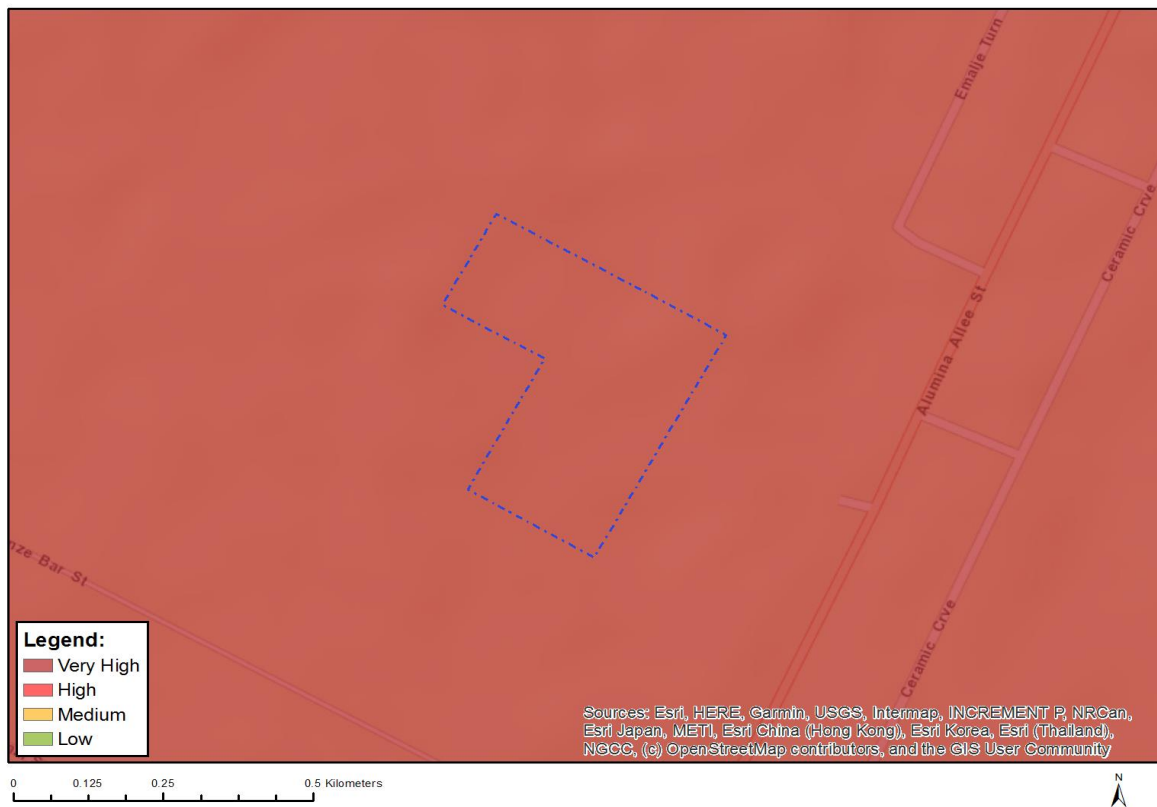 Emalje Turn
Ceramic Crve
Alumina Allee St
nze Bar St
Ceramic Crve
Legend:
Very High
High
Medium
Low
Sources: Esri, HERE, Garmin, USGS, Intermap, INCREMENT P, NRCan,
Esri Japan, METI, Esri China (Hong Kong), Esri Korea, Esri (Thailand),
NGCC, (c) OpenStreetMap contributors, and the GIS User Community
0 0.125 0.25 0.5 Kilometers
N